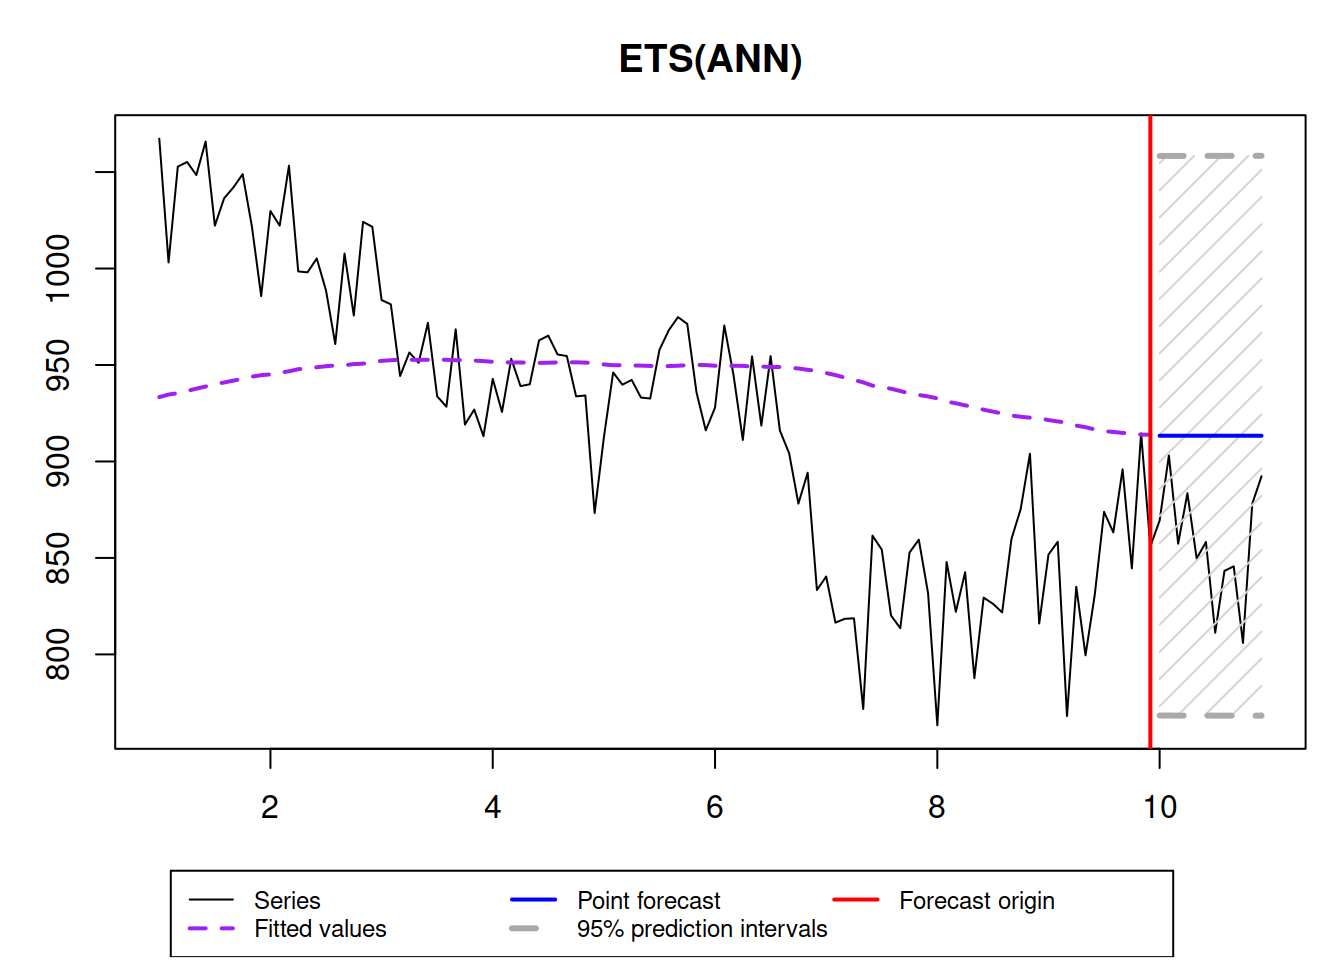 ETS(ANN)
1000
950
900
850
800
2 4 6 8 10
Series Point forecast Forecast origin
Fitted values 95% prediction intervals